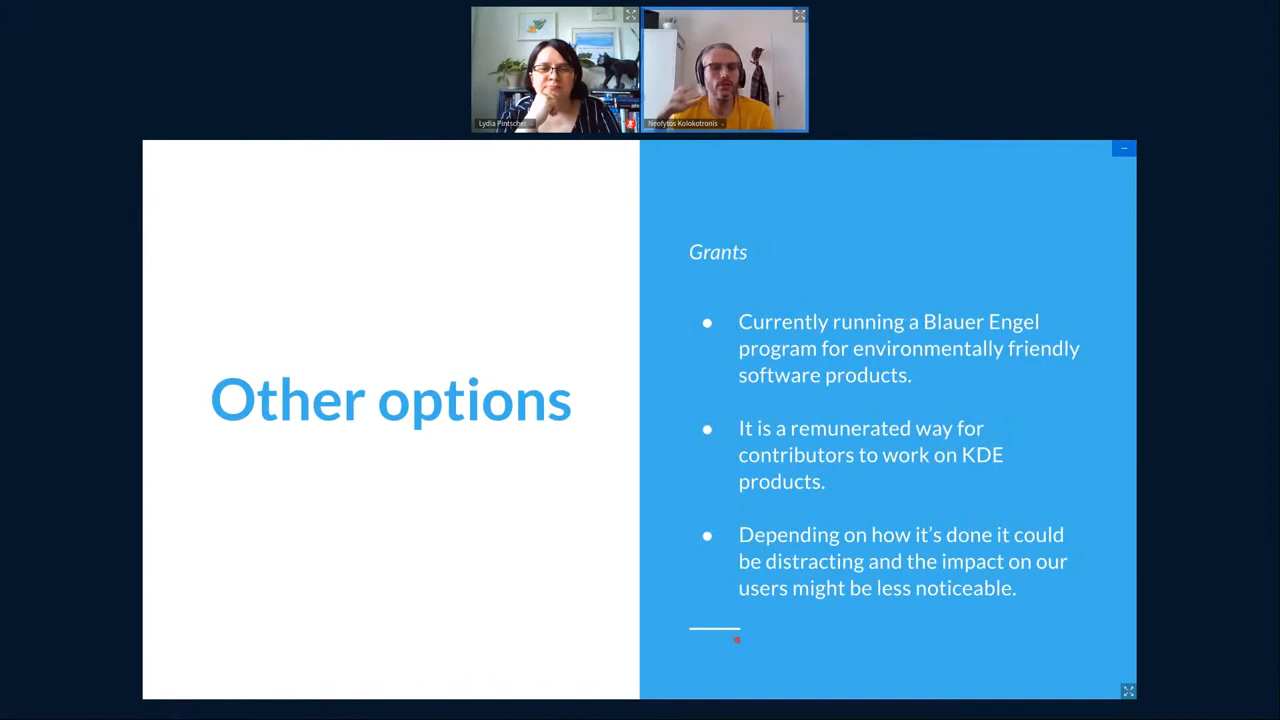 Lydia Pintscher
Neofytos Kolokotronis
Other options
Grants
● Currently running a Blauer Engel
program for environmentally friendly
software products.
● It is a remunerated way for
contributors to work on KDE
products.
● Depending on how it’s done it could
be distracting and the impact on our
users might be less noticeable.